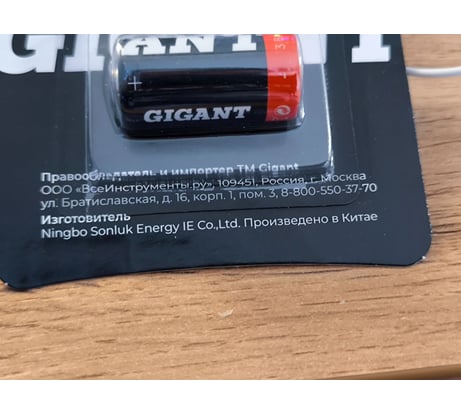 GIGANT
+
3 В
–
GIGANT
Правообладатель и импортер ТМ Gigant
ООО «ВсеИнструменты.ру», 109451, Россия, г. Москва
ул. Братиславская, д. 16, корп. 1, пом. 3, 8-800-550-37-70
Изготовитель
Ningbo Sonluk Energy IE Co.,Ltd. Произведено в Китае